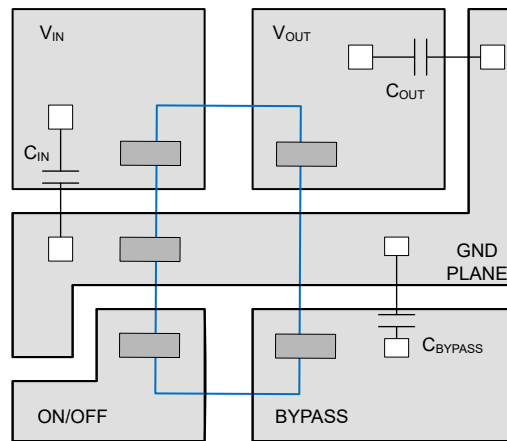 VIN
VOUT
COUT
CIN
GND
PLANE
CBYPASS
ON/OFF
BYPASS